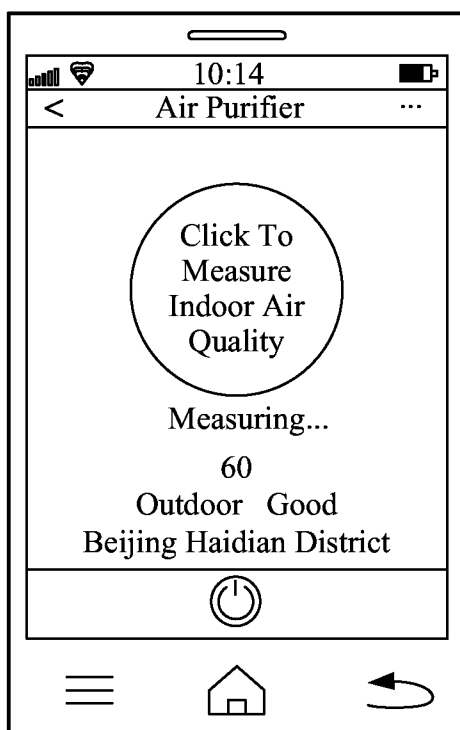 10:14
< Air Purifier ...
Click To
Measure
Indoor Air
Quality
Measuring...
60
Outdoor Good
Beijing Haidian District